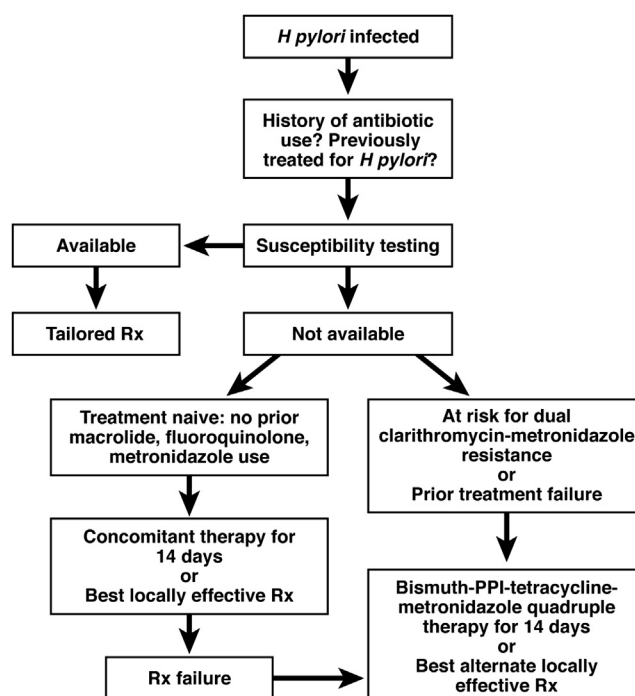 H pylori infected
History of antibiotic
use? Previously
treated for H pylori?
Available
Susceptibility testing
Tailored Rx
Not available
Treatment naive: no prior
macrolide, fluoroquinolone,
metronidazole use
At risk for dual
clarithromycin-metronidazole
resistance
or
Prior treatment failure
Concomitant therapy for
14 days
or
Best locally effective Rx
Bismuth-PPI-tetracycline-
metronidazole quadruple
therapy for 14 days
or
Best alternate locally
effective Rx
Rx failure